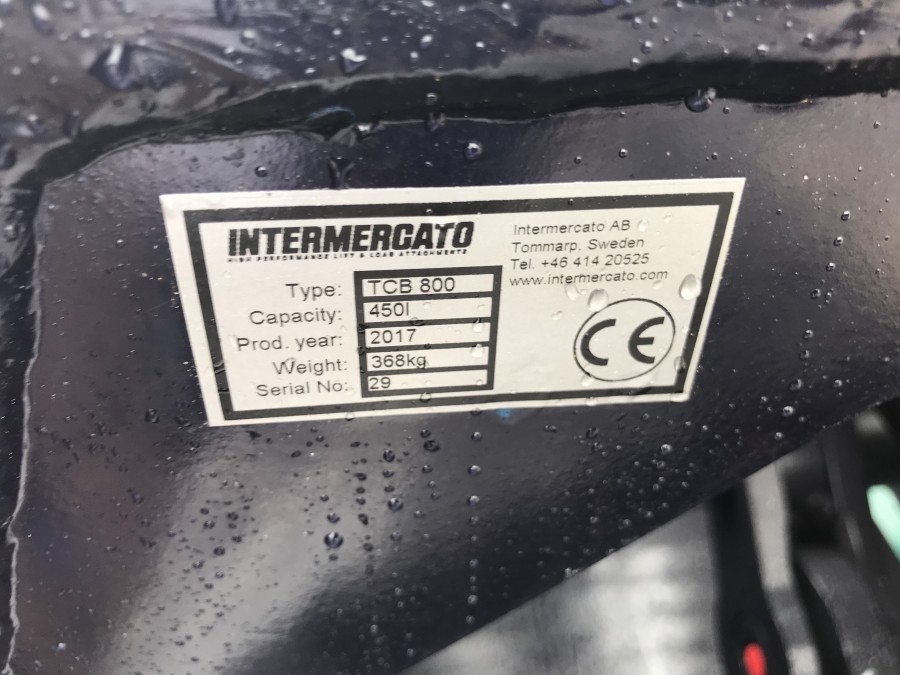 INTERMERCATO
HIGH PERFORMANCE LIFT & LOAD ATTACHMENTS
Type: TCB 800
Capacity: 450l
Prod. year: 2017
Weight: 368kg
Serial No: 29
Intermercato AB
Tommarp, Sweden
Tel. +46 414 20525
www.intermercato.com
CE